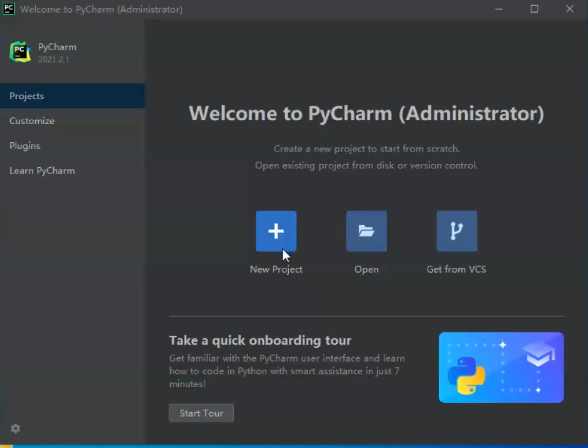 Welcome to PyCharm (Administrator)
PyCharm
2021.2.1
Projects
Customize
Plugins
Learn PyCharm
Welcome to PyCharm (Administrator)
Create a new project to start from scratch.
Open existing project from disk or version control.
New Project
Open
Get from VCS
Take a quick onboarding tour
Get familiar with the PyCharm user interface and learn
how to code in Python with smart assistance in just 7
minutes!
Start Tour